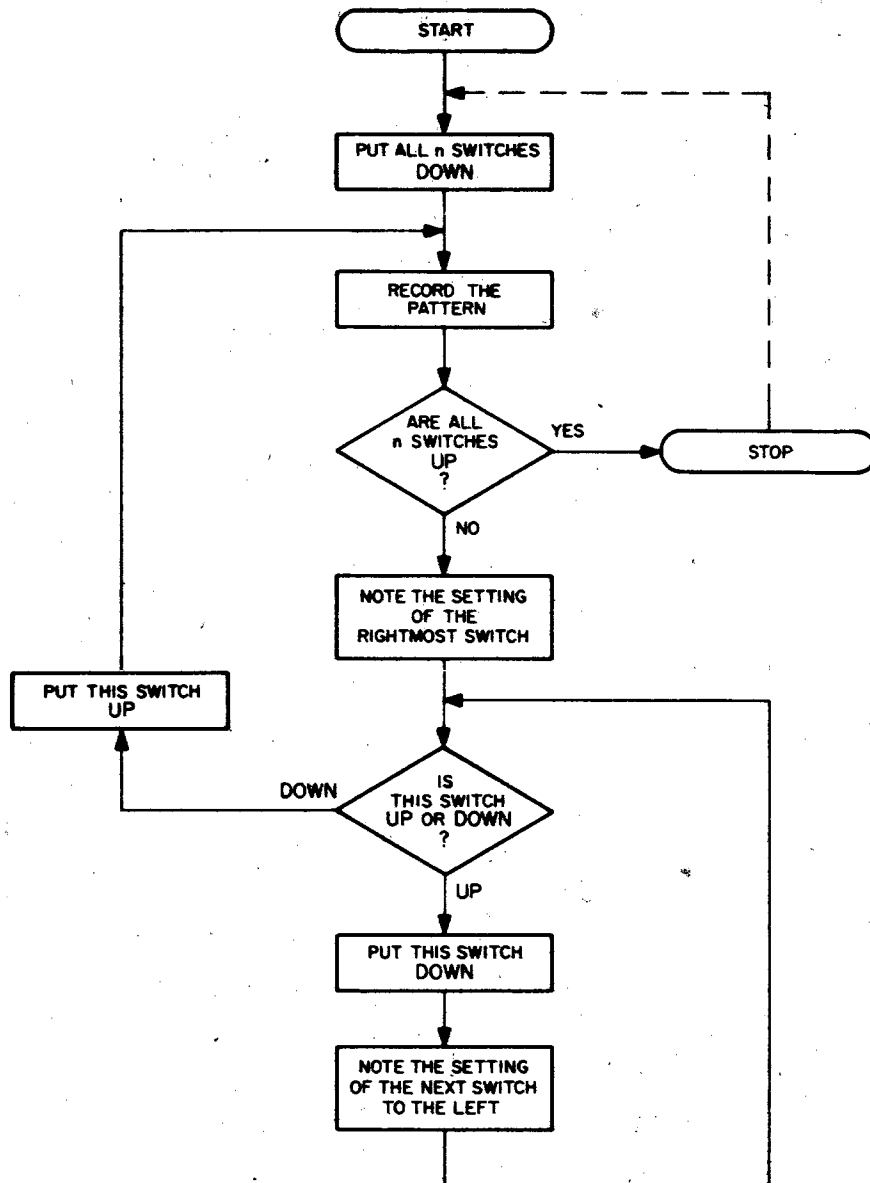 START
PUT ALL n SWITCHES
DOWN
RECORD THE
PATTERN
ARE ALL
n SWITCHES
UP
?
YES
STOP
NO
NOTE THE SETTING
OF THE
RIGHTMOST SWITCH
PUT THIS SWITCH
UP
DOWN
IS
THIS SWITCH
UP OR DOWN
?
UP
PUT THIS SWITCH
DOWN
NOTE THE SETTING
OF THE NEXT SWITCH
TO THE LEFT